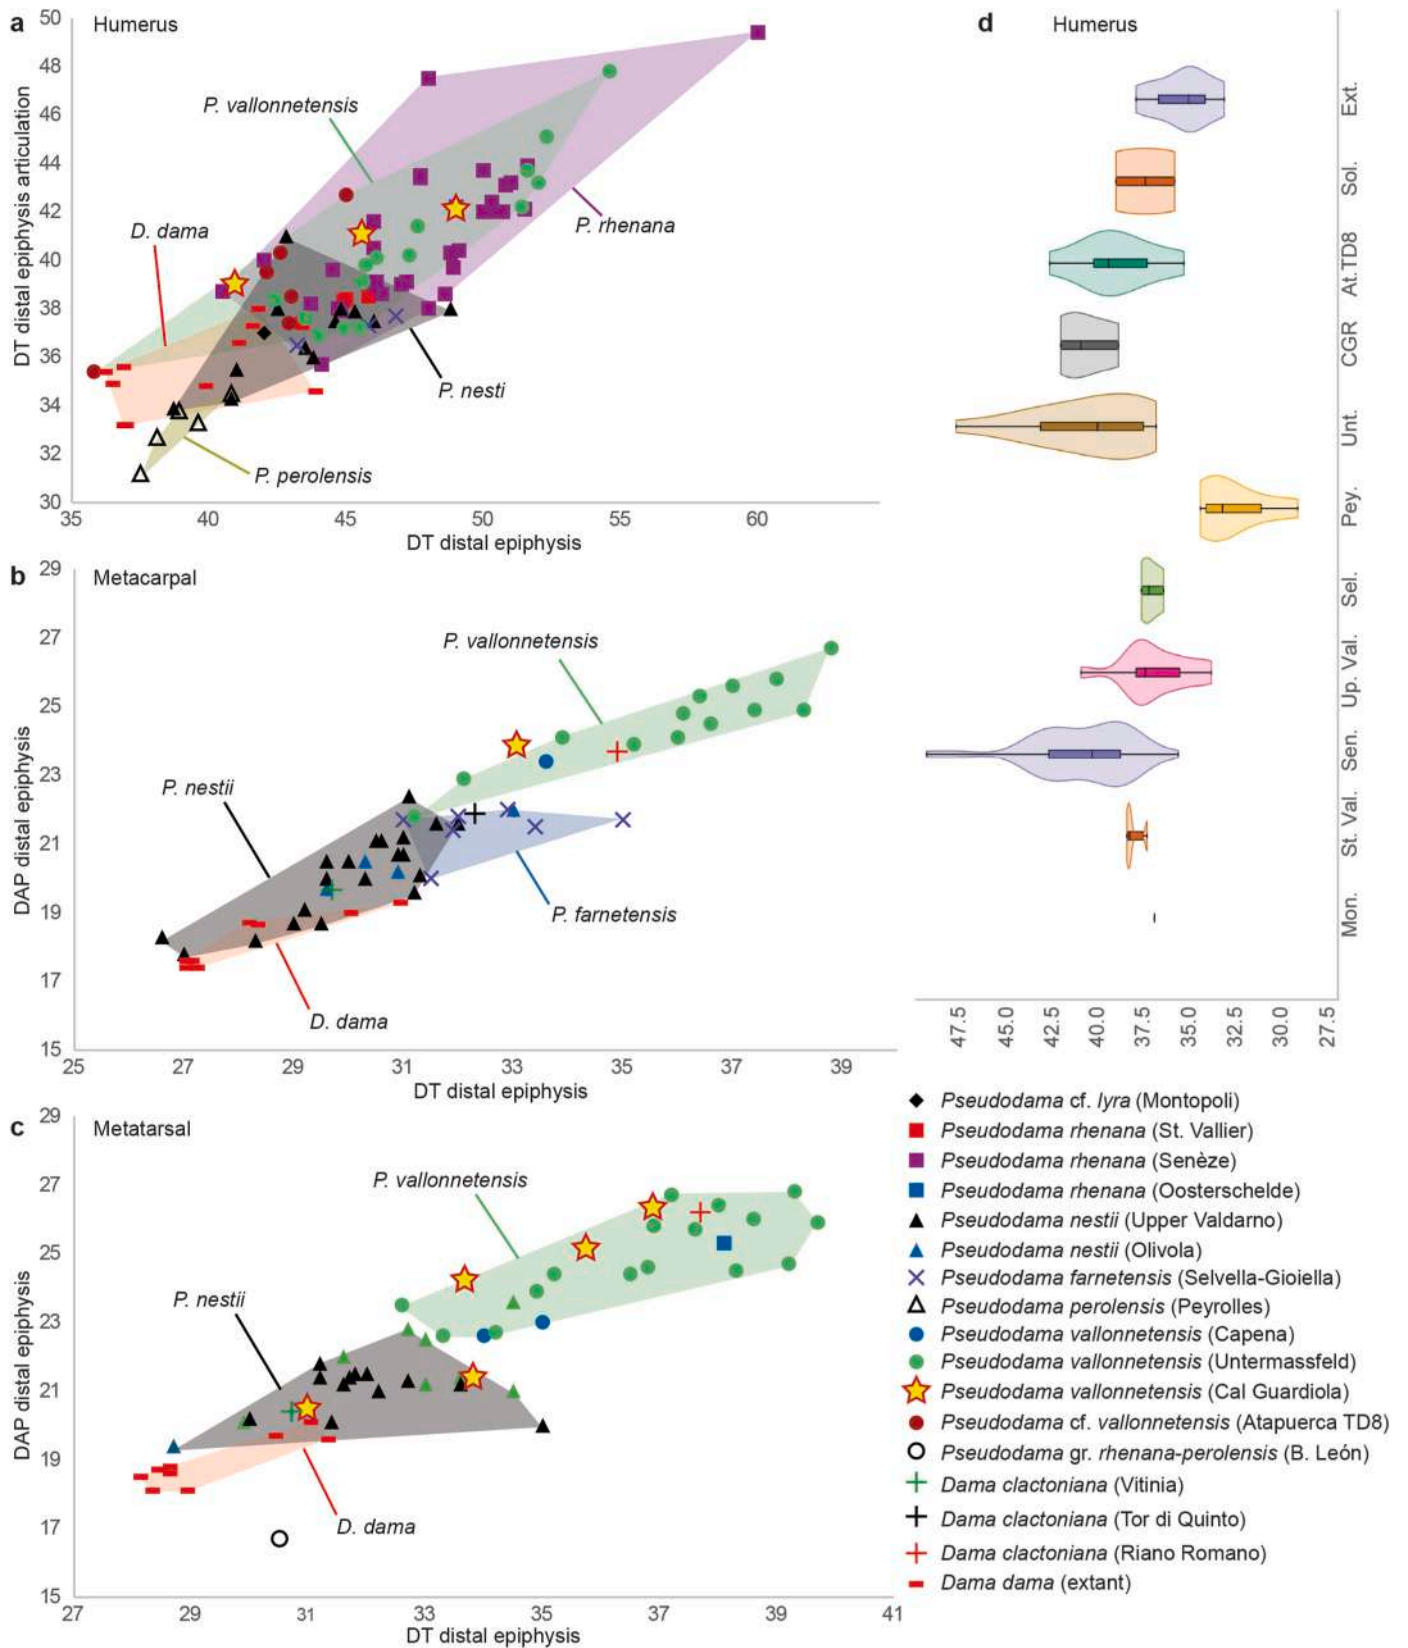 a Humerus
50
48
46
44
42
40
38
36
34
32
30
DT distal epiphysis articulation
P. vallonnetensis
D. dama
P. rhenana
P. nesti
P. perolensis
35 40 45 50 55 60
DT distal epiphysis
b Metacarpal
29
27
25
23
21
19
17
15
DAP distal epiphysis
P. vallonnetensis
P. nestii
P. farnetensis
D. dama
25 27 29 31 33 35 37 39
DT distal epiphysis
c Metatarsal
29
27
25
23
21
19
17
15
DAP distal epiphysis
P. vallonnetensis
P. nestii
D. dama
27 29 31 33 35 37 39 41
DT distal epiphysis
d Humerus
Ext.
Sol.
At.TD8
CGR
Unt.
Pey.
Sel.
Up. Val.
Sen.
St. Val.
Mon.
47.5 45.0 42.5 40.0 37.5 35.0 32.5 30.0 27.5
Pseudodama cf. lyra (Montopoli)
Pseudodama rhenana (St. Vallier)
Pseudodama rhenana (Senèze)
Pseudodama rhenana (Oosterschelde)
Pseudodama nestii (Upper Valdarno)
Pseudodama nestii (Olivola)
Pseudodama farnetensis (Selvella-Gioiella)
Pseudodama perolensis (Peyrolles)
Pseudodama vallonnetensis (Capena)
Pseudodama vallonnetensis (Untermassfeld)
Pseudodama vallonnetensis (Cal Guardiola)
Pseudodama cf. vallonnetensis (Atapuerca TD8)
Pseudodama gr. rhenana-perolensis (B. León)
Dama clactoniana (Vitinia)
Dama clactoniana (Tor di Quinto)
Dama clactoniana (Riano Romano)
Dama dama (extant)